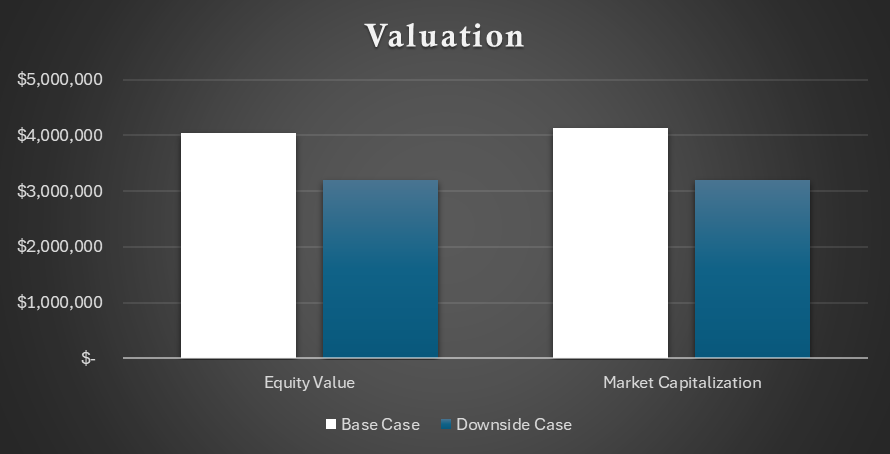 Valuation
$5,000,000
$4,000,000
$3,000,000
$2,000,000
$1,000,000
$-
Equity Value
Market Capitalization
Base Case
Downside Case